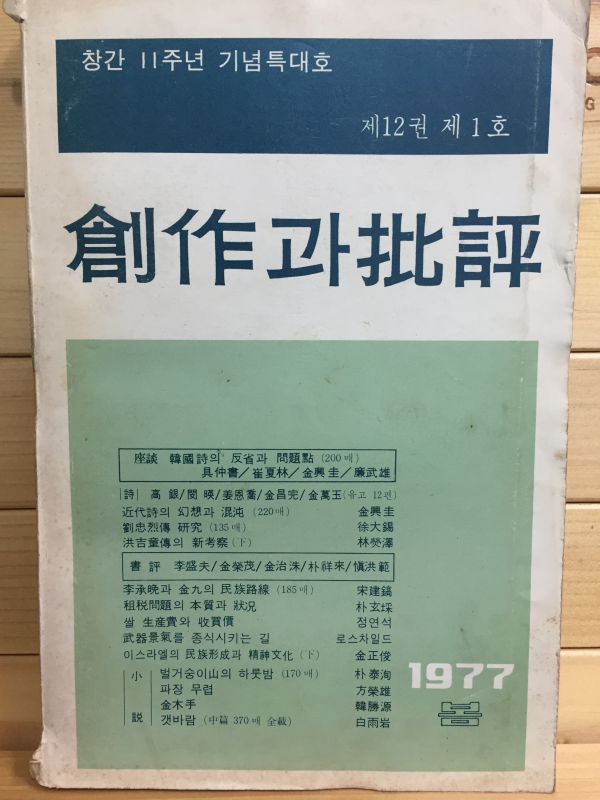 창간 11주년 기념특대호
제12권 제1호
創作과批評
座談 韓國詩의 反省과 問題點 (200매)
具仲書/崔夏林/金興圭/廉武雄
詩 高 銀/閔 暎/姜恩喬/金昌完/金萬玉(유고 12편)
近代詩의 幻想과 混沌 (220매) 金興圭
劉忠烈傳 硏究 (135매) 徐大錫
洪吉童傳의 新考察 (下) 林熒澤
書評 李盛夫/金榮茂/金治洙/朴祥來/愼洪範
李承晩과 金九의 民族路線 (185매) 宋建鎬
租税問題의 本質과 狀况 朴玄埰
쌀 生産費와 收買價 정연석
武器景氣를 종식시키는 길 로스차일드
이스라엘의 民族形成과 精神文化 (下) 金正俊
小說
벌거숭이山의 하룻밤 (170매) 朴泰洵
파장 무렵 方榮雄
金木手 韓勝源
갯바람 (中篇 370매 全載) 白雨岩
1977
봄